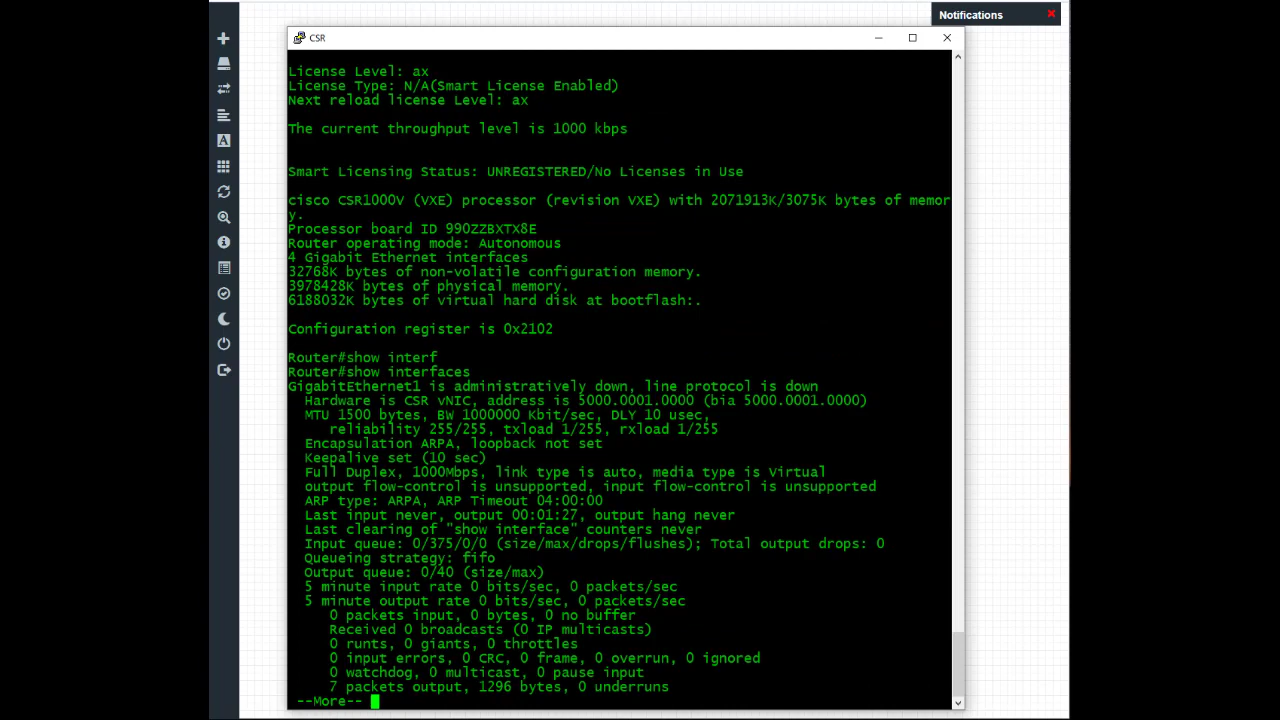 Notifications
CSR
License Level: ax
License Type: N/A(Smart License Enabled)
Next reload license Level: ax
The current throughput level is 1000 kbps
Smart Licensing Status: UNREGISTERED/No Licenses in Use
cisco CSR1000V (VXE) processor (revision VXE) with 2071913K/3075K bytes of memor
y.
Processor board ID 99OZZBXTX8E
Router operating mode: Autonomous
4 Gigabit Ethernet interfaces
32768K bytes of non-volatile configuration memory.
3978428K bytes of physical memory.
6188032K bytes of virtual hard disk at bootflash:.
Configuration register is 0x2102
Router#show interf
Router#show interfaces
GigabitEthernet1 is administratively down, line protocol is down
Hardware is CSR vNIC, address is 5000.0001.0000 (bia 5000.0001.0000)
MTU 1500 bytes, BW 1000000 Kbit/sec, DLY 10 usec,
reliability 255/255, txload 1/255, rxload 1/255
Encapsulation ARPA, loopback not set
Keepalive set (10 sec)
Full Duplex, 1000Mbps, link type is auto, media type is Virtual
output flow-control is unsupported, input flow-control is unsupported
ARP type: ARPA, ARP Timeout 04:00:00
Last input never, output 00:01:27, output hang never
Last clearing of "show interface" counters never
Input queue: 0/375/0/0 (size/max/drops/flushes); Total output drops: 0
Queueing strategy: fifo
Output queue: 0/40 (size/max)
5 minute input rate 0 bits/sec, 0 packets/sec
5 minute output rate 0 bits/sec, 0 packets/sec
0 packets input, 0 bytes, 0 no buffer
Received 0 broadcasts (0 IP multicasts)
0 runts, 0 giants, 0 throttles
0 input errors, 0 CRC, 0 frame, 0 overrun, 0 ignored
0 watchdog, 0 multicast, 0 pause input
7 packets output, 1296 bytes, 0 underruns
--More--